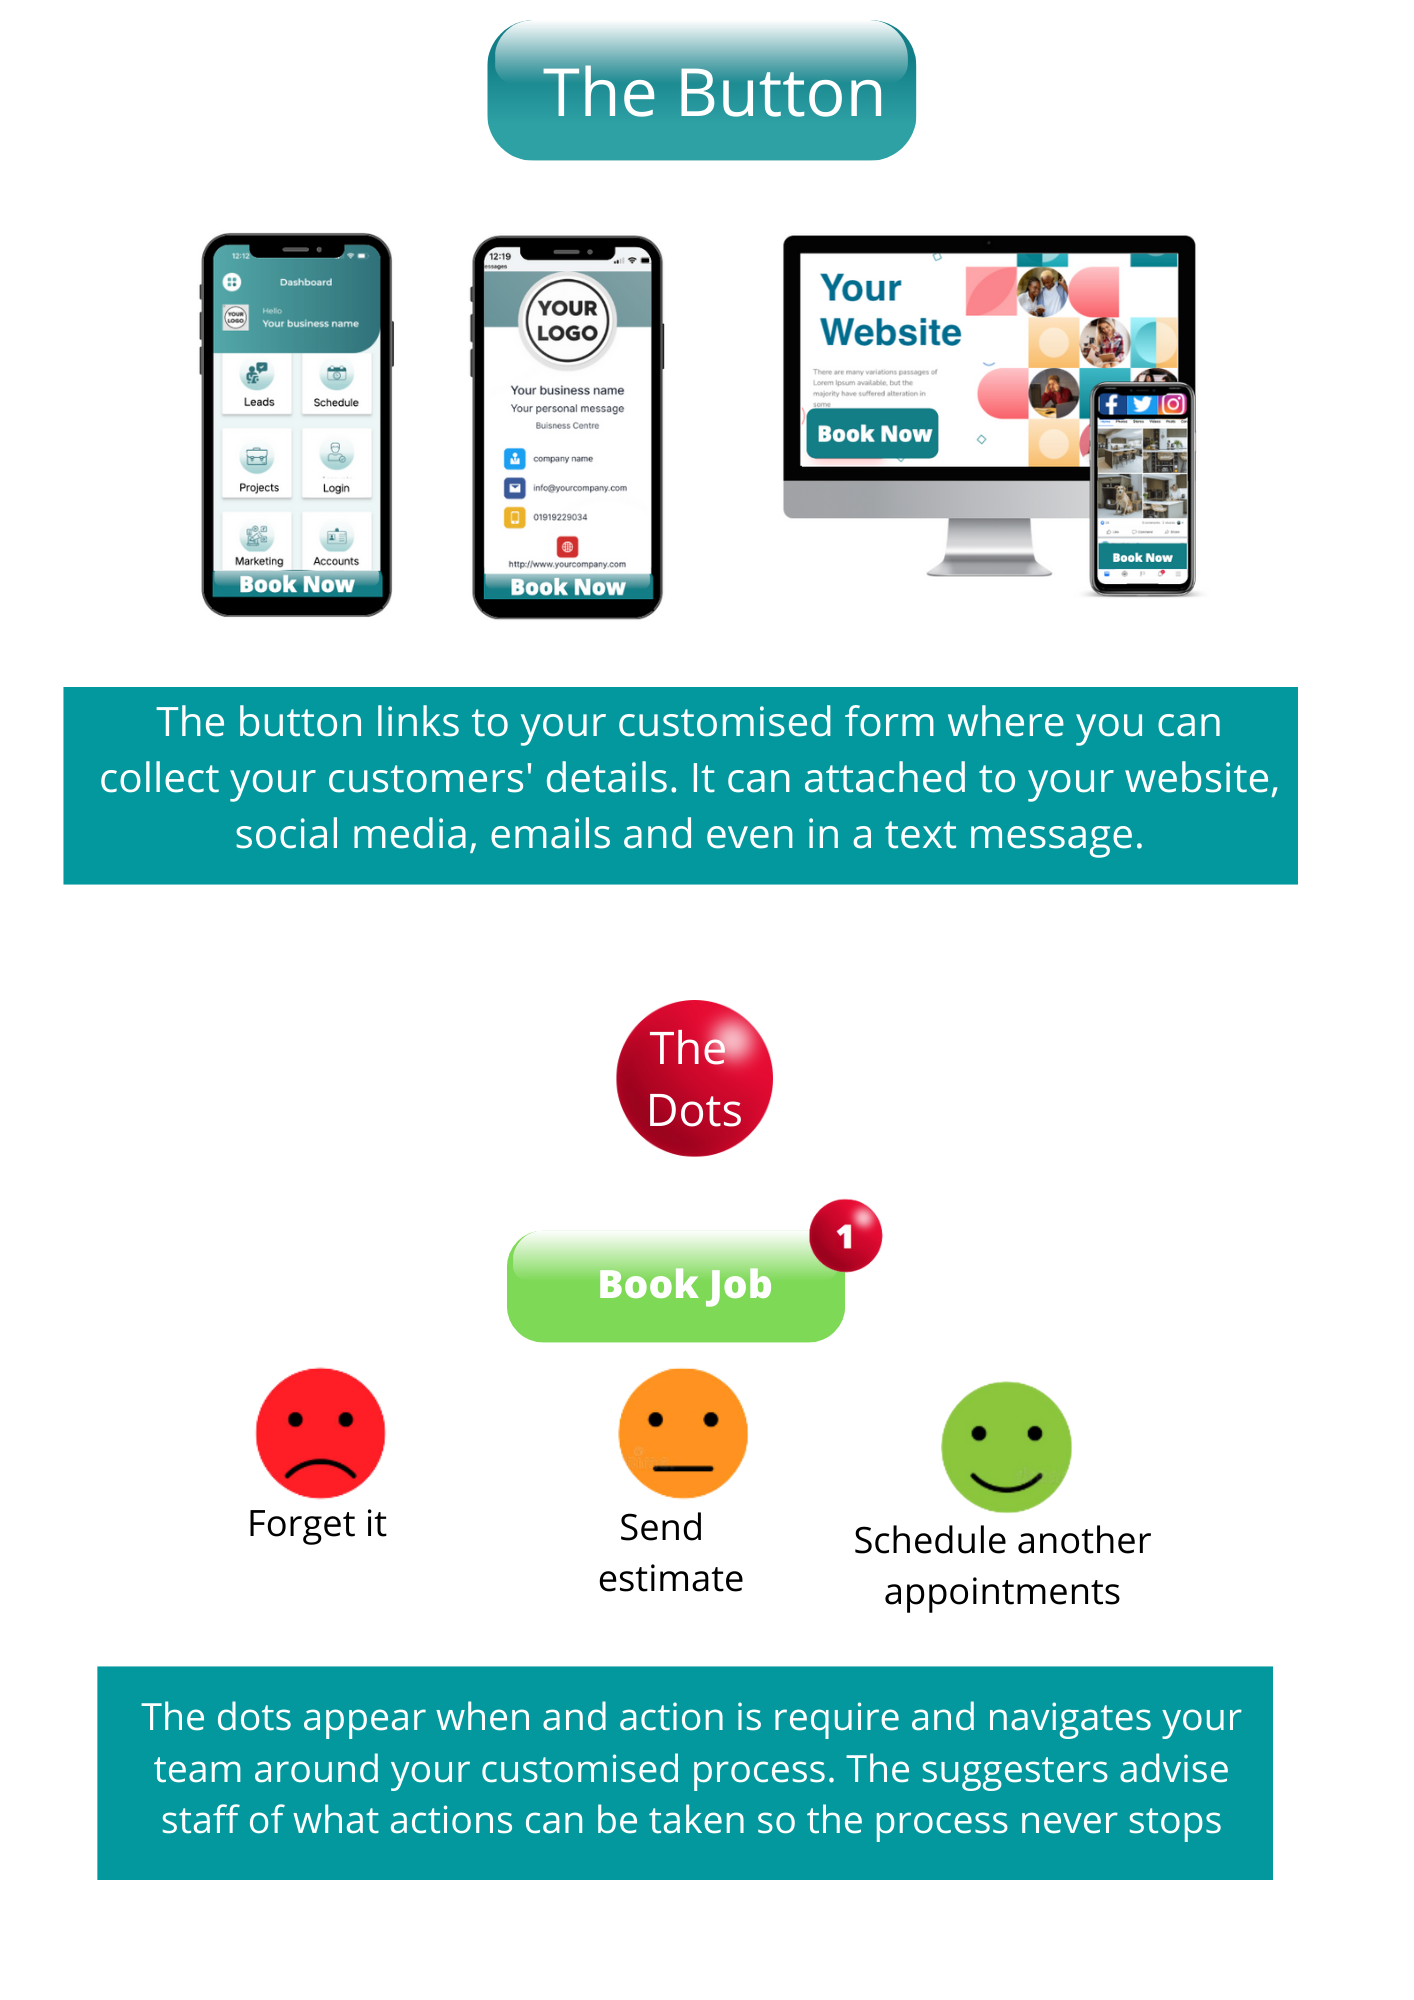 The Button
12:12
Dashboard
YOUR
LOGO
Hello
Your business name
Leads
Schedule
Projects
Login
Marketing
Accounts
Book Now
12:19
essages
YOUR
LOGO
Your business name
Your personal message
Buisness Centre
company name
info@yourcompany.com
01919229034
http://www.yourcompany.com
Book Now
Your
Website
There are many variations passages of
Lorem Ipsum available, but the
majority have suffered alteration in
some
Book Now
Book Now
The button links to your customised form where you can
collect your customers' details. It can attached to your website,
social media, emails and even in a text message.
The
Dots
1
Book Job
Forget it
Send
estimate
Schedule another
appointments
The dots appear when and action is require and navigates your
team around your customised process. The suggesters advise
staff of what actions can be taken so the process never stops